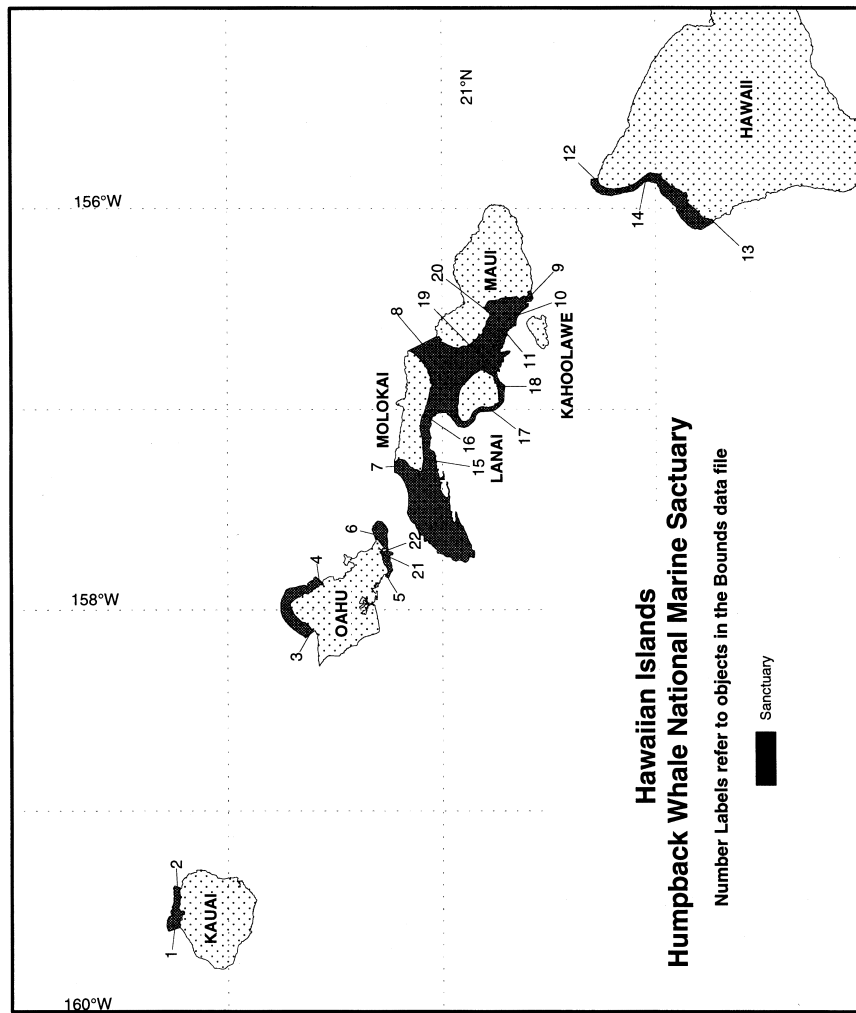 160°W
158°W
156°W
21°N
1
2
KAUAI
3
4
OAHU
5
21
22
6
7
MOLOKAI
8
15
16
LANAI
17
18
19
20
MAUI
9
10
11
KAHOOLAWE
12
14
13
HAWAII
Hawaiian Islands
Humpback Whale National Marine Sactuary
Number Labels refer to objects in the Bounds data file
Sanctuary